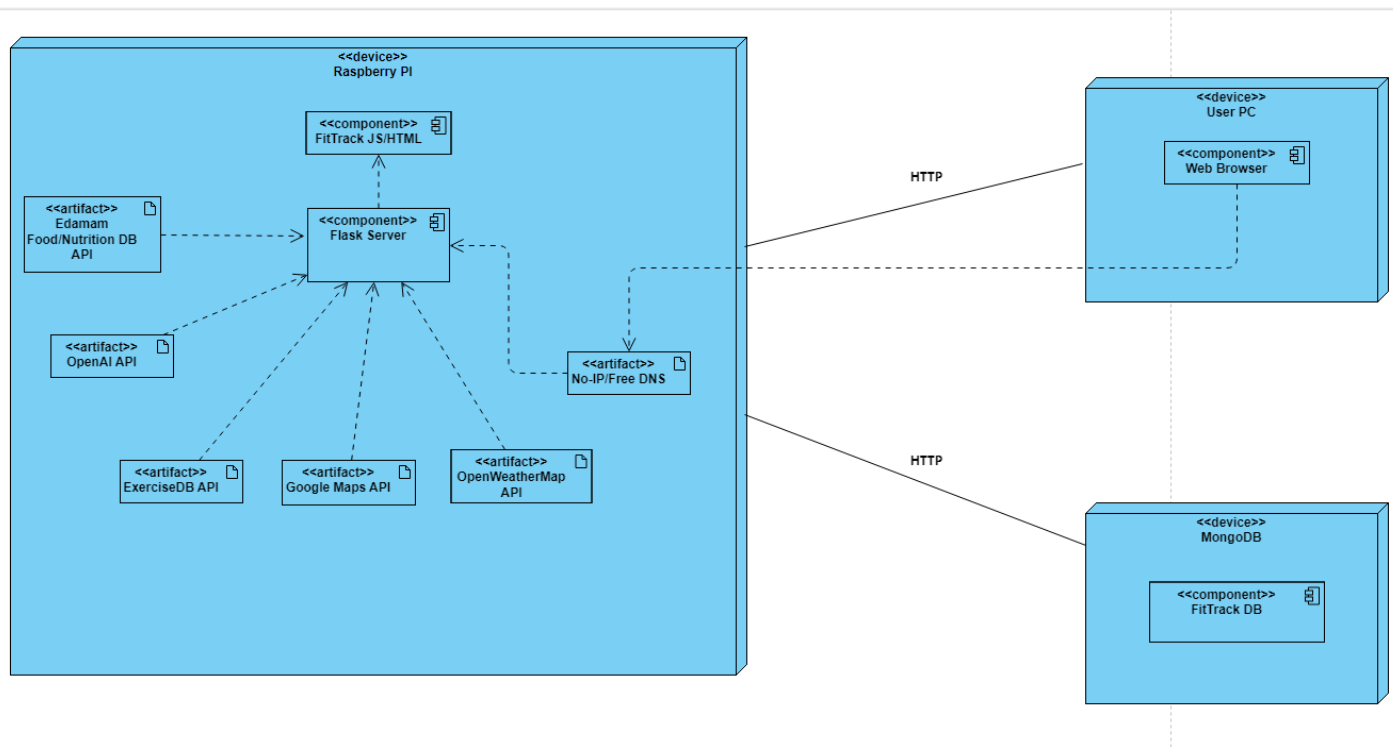 <<device>>
Raspberry PI
<<component>>
FitTrack JS/HTML
<<artifact>>
Edamam
Food/Nutrition DB
API
<<component>>
Flask Server
<<artifact>>
OpenAI API
<<artifact>>
No-IP/Free DNS
<<artifact>>
ExerciseDB API
<<artifact>>
Google Maps API
<<artifact>>
OpenWeatherMap
API
HTTP
HTTP
<<device>>
User PC
<<component>>
Web Browser
<<device>>
MongoDB
<<component>>
FitTrack DB